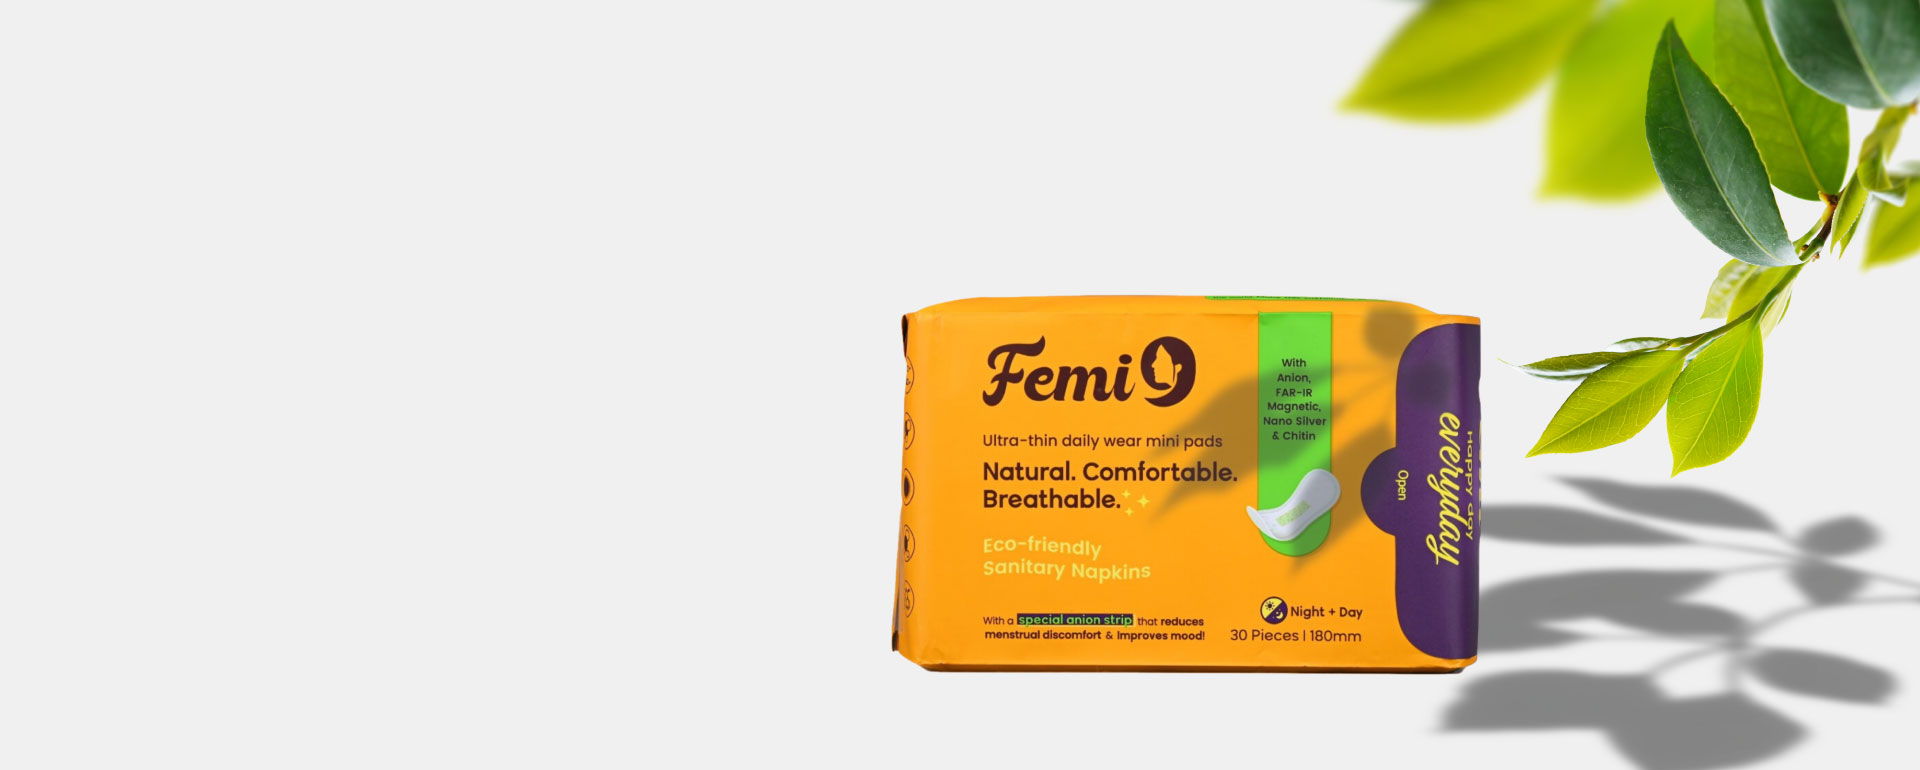 Femi9
With
Anion,
FAR-IR
Magnetic,
Nano Silver
& Chitin
Ultra-thin daily wear mini pads
Natural. Comfortable.
Breathable.
Eco-friendly
Sanitary Napkins
With a special anion strip that reduces
menstrual discomfort & improves mood!
Night + Day
30 Pieces | 180mm
Open
everyday
Happy day